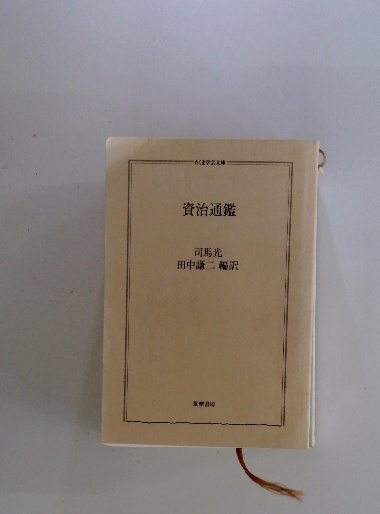 ちくま学芸文庫
資治通鑑
司馬光
田中謙二 編訳
筑摩書房